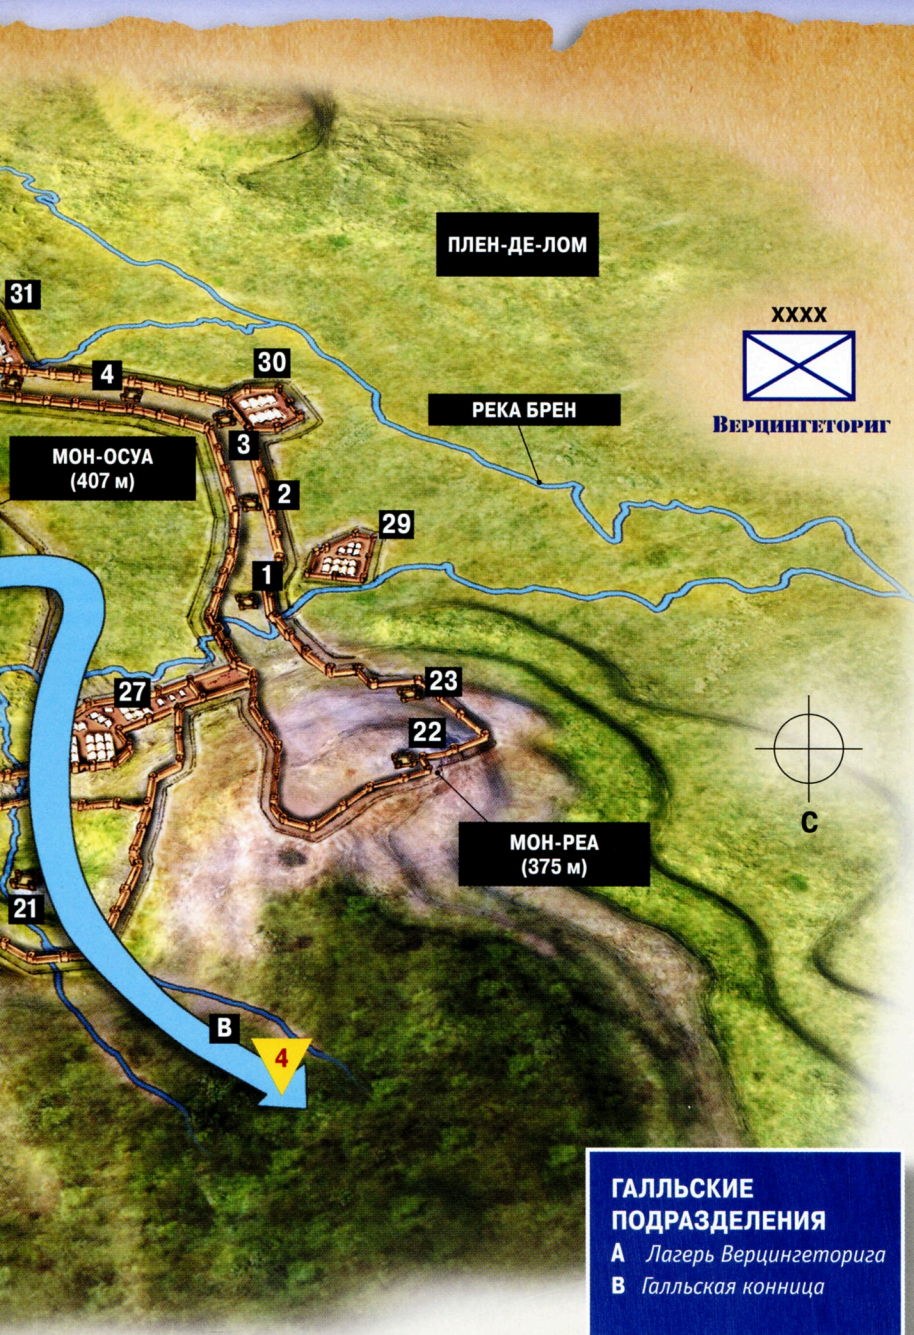 ПЛЕН-ДЕ-ЛОМ
31
XXXX
30
4
РЕКА БРЕН
Верцингеториг
3
МОН-ОСУА
(407 м)
2
29
1
23
27
22
С
МОН-РЕА
(375 м)
21
B
4
ГАЛЛЬСКИЕ
ПОДРАЗДЕЛЕНИЯ
A Лагерь Верцингеторига
B Галльская конница